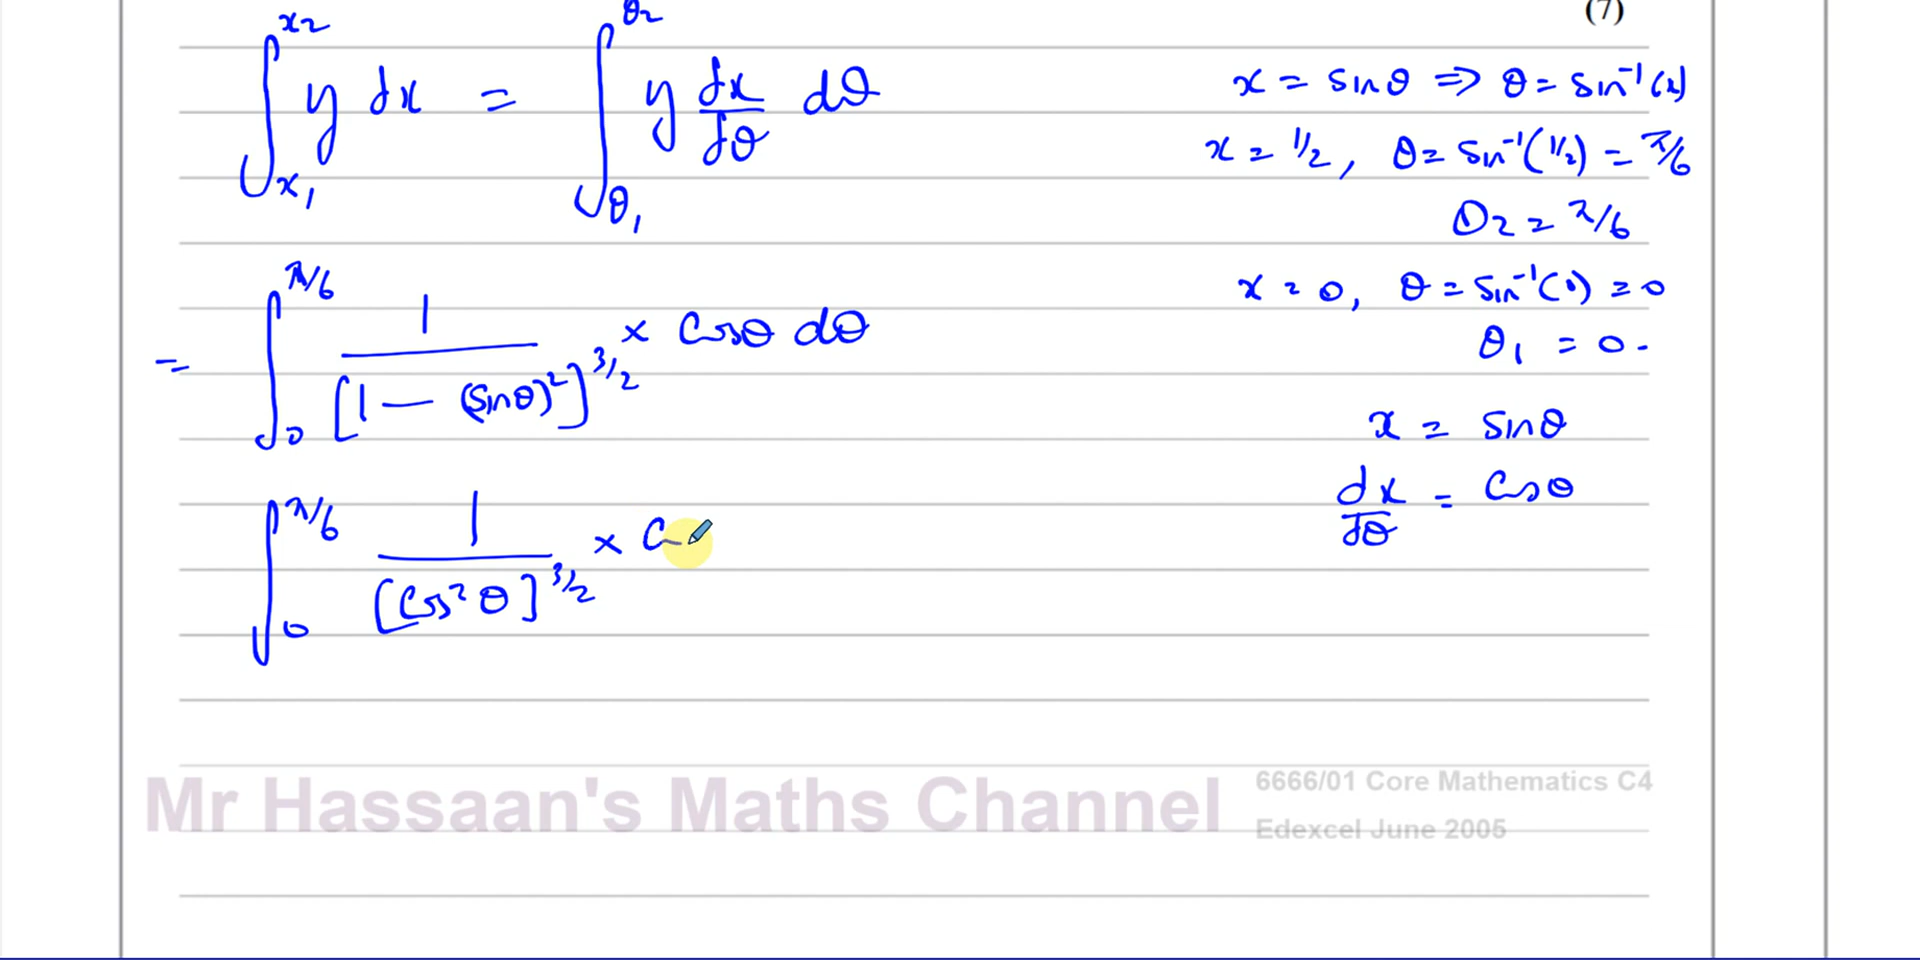 (7)
∫_{x₁}^{x₂} y dx = ∫_{θ₁}^{θ₂} y dx/dθ dθ
= ∫_0^{π/6} 1/[1 − (sinθ)²]^{3/2} × cosθ dθ
∫_0^{π/6} 1/[cos²θ]^{3/2} × c
x = sinθ ⇒ θ = sin⁻¹(x)
x = 1/2, θ = sin⁻¹(1/2) = π/6
θ₂ = π/6
x = 0, θ = sin⁻¹(0) = 0
θ₁ = 0.
x = sinθ
dx/dθ = cosθ
Mr Hassaan's Maths Channel
6666/01 Core Mathematics C4
Edexcel June 2005